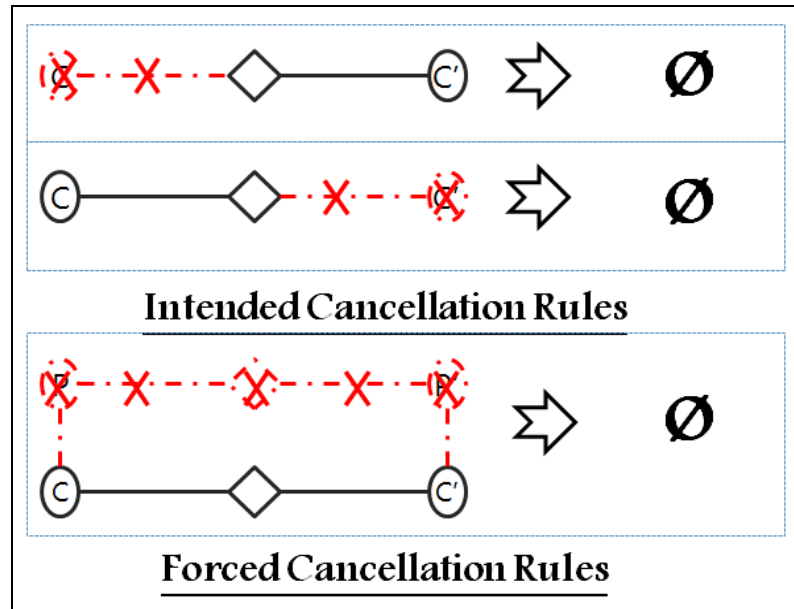 C C' Ø
C C' Ø
Intended Cancellation Rules
P P' Ø
C C'
Forced Cancellation Rules